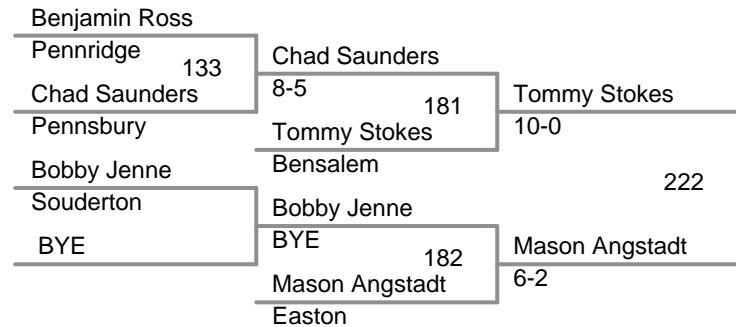 Benjamin Ross
Pennridge
133
Chad Saunders
Pennsbury
Bobby Jenne
Souderton
BYE
Chad Saunders
8-5
181
Tommy Stokes
Bensalem
Bobby Jenne
BYE
182
Mason Angstadt
Easton
Tommy Stokes
10-0
222
Mason Angstadt
6-2